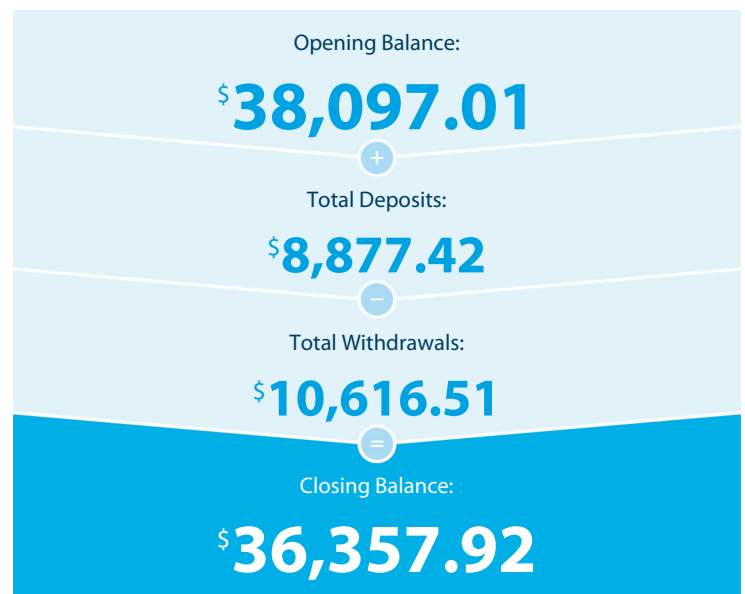 Opening Balance:
$38,097.01
+
Total Deposits:
$8,877.42
−
Total Withdrawals:
$10,616.51
=
Closing Balance:
$36,357.92